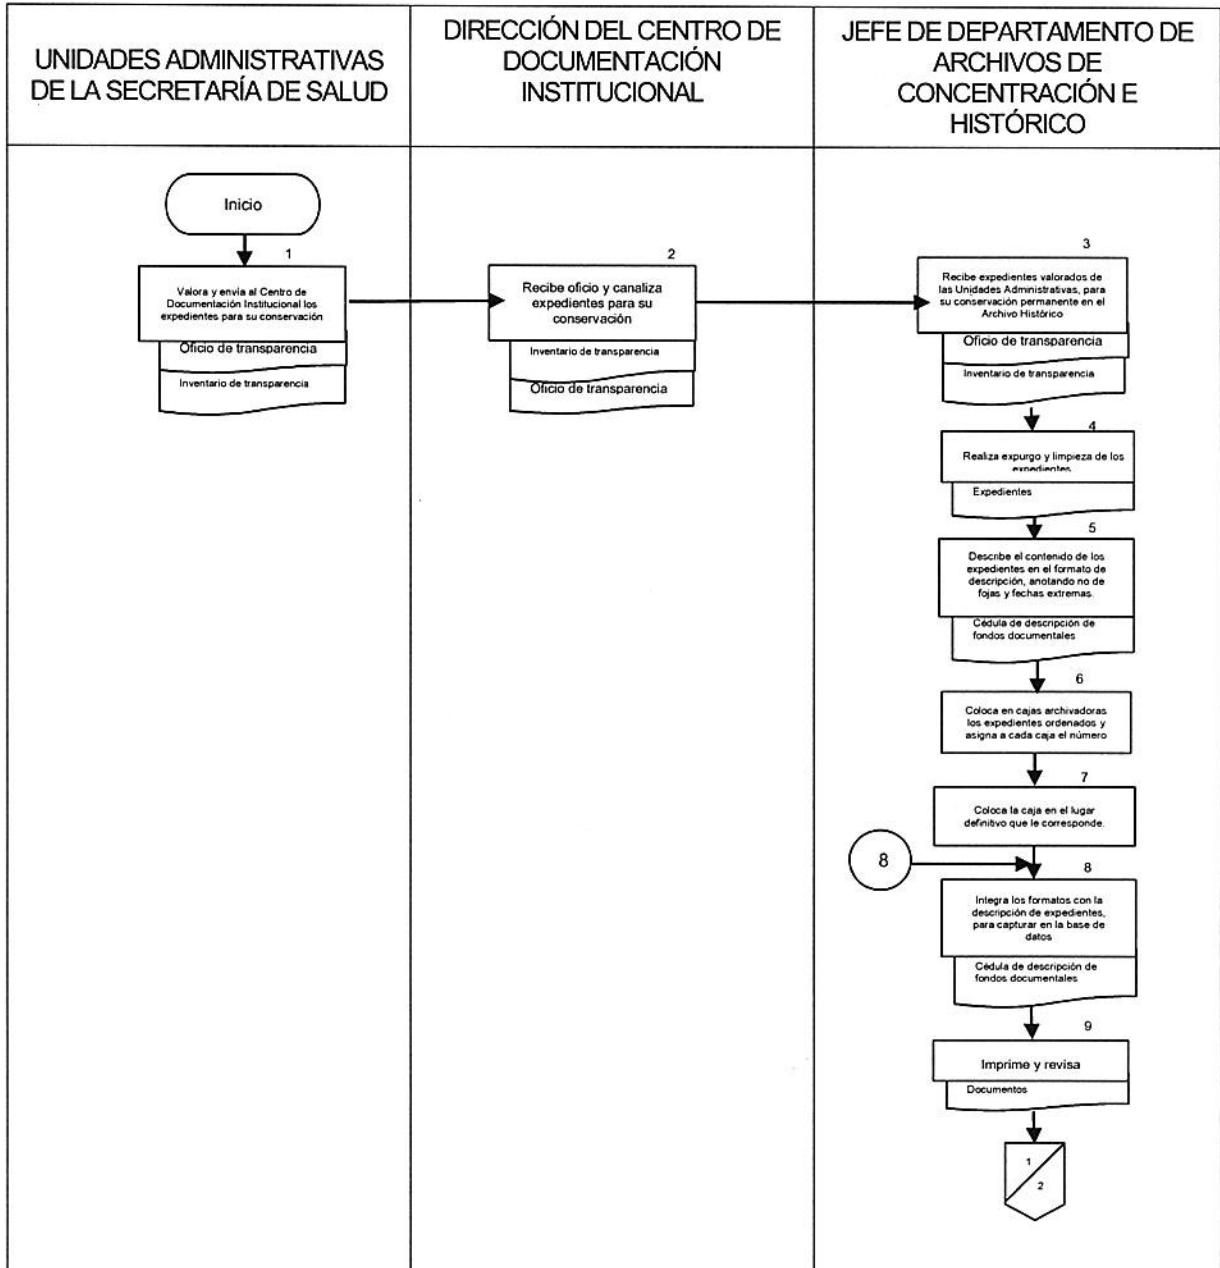 UNIDADES ADMINISTRATIVAS
DE LA SECRETARÍA DE SALUD
DIRECCIÓN DEL CENTRO DE
DOCUMENTACIÓN
INSTITUCIONAL
JEFE DE DEPARTAMENTO DE
ARCHIVOS DE
CONCENTRACIÓN E
HISTÓRICO
Inicio
1
Valora y envía al Centro de
Documentación Institucional los
expedientes para su conservación
Oficio de transparencia
Inventario de transparencia
2
Recibe oficio y canaliza
expedientes para su
conservación
Inventario de transparencia
Oficio de transparencia
3
Recibe expedientes valorados de
las Unidades Administrativas, para
su conservación permanente en el
Archivo Histórico
Oficio de transparencia
Inventario de transparencia
4
Realiza expurgo y limpieza de los
expedientes
Expedientes
5
Describe el contenido de los
expedientes en el formato de
descripción, anotando no de
fojas y fechas extremas.
Cédula de descripción de
fondos documentales
6
Coloca en cajas archivadoras
los expedientes ordenados y
asigna a cada caja el número
7
Coloca la caja en el lugar
definitivo que le corresponde.
8
8
Integra los formatos con la
descripción de expedientes,
para capturar en la base de
datos
Cédula de descripción de
fondos documentales
9
Imprime y revisa
Documentos
1
2